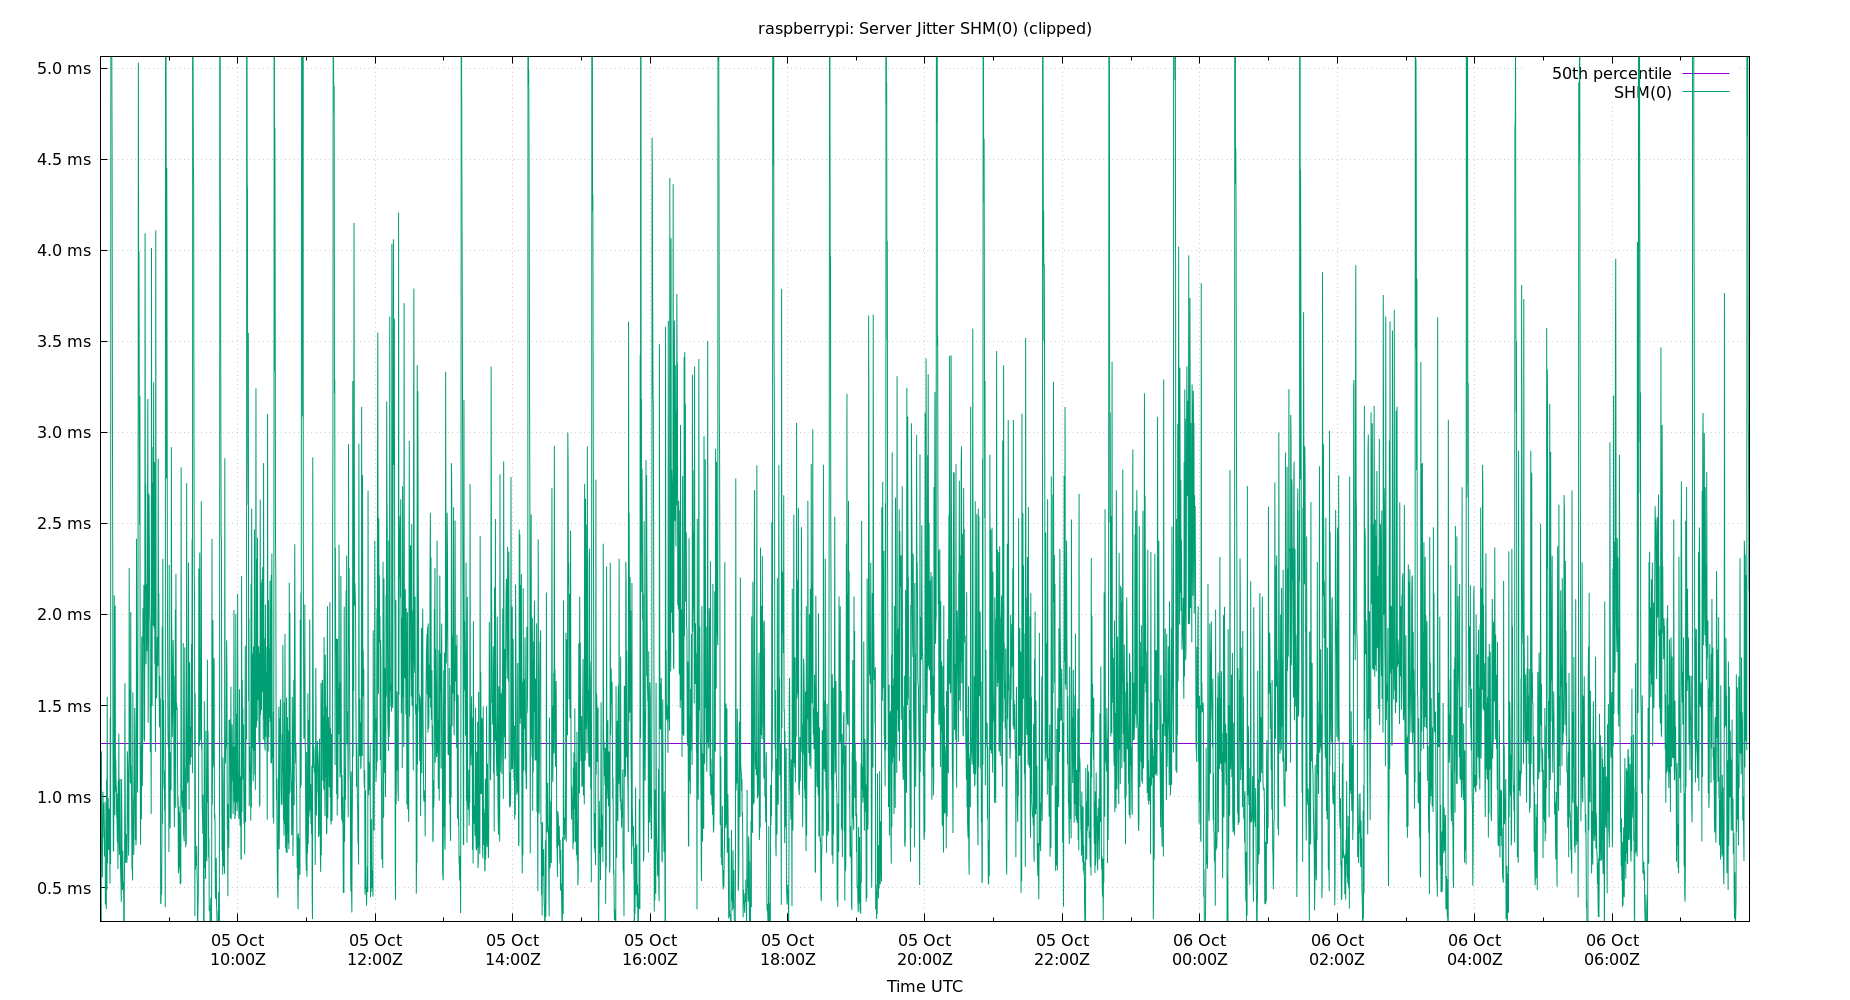 raspberrypi: Server Jitter SHM(0) (clipped)
5.0 ms
50th percentile
SHM(0)
4.5 ms
4.0 ms
3.5 ms
3.0 ms
2.5 ms
2.0 ms
1.5 ms
1.0 ms
0.5 ms
05 Oct 05 Oct 05 Oct 05 Oct 05 Oct 05 Oct 05 Oct 06 Oct 06 Oct 06 Oct 06 Oct
10:00Z 12:00Z 14:00Z 16:00Z 18:00Z 20:00Z 22:00Z 00:00Z 02:00Z 04:00Z 06:00Z
Time UTC